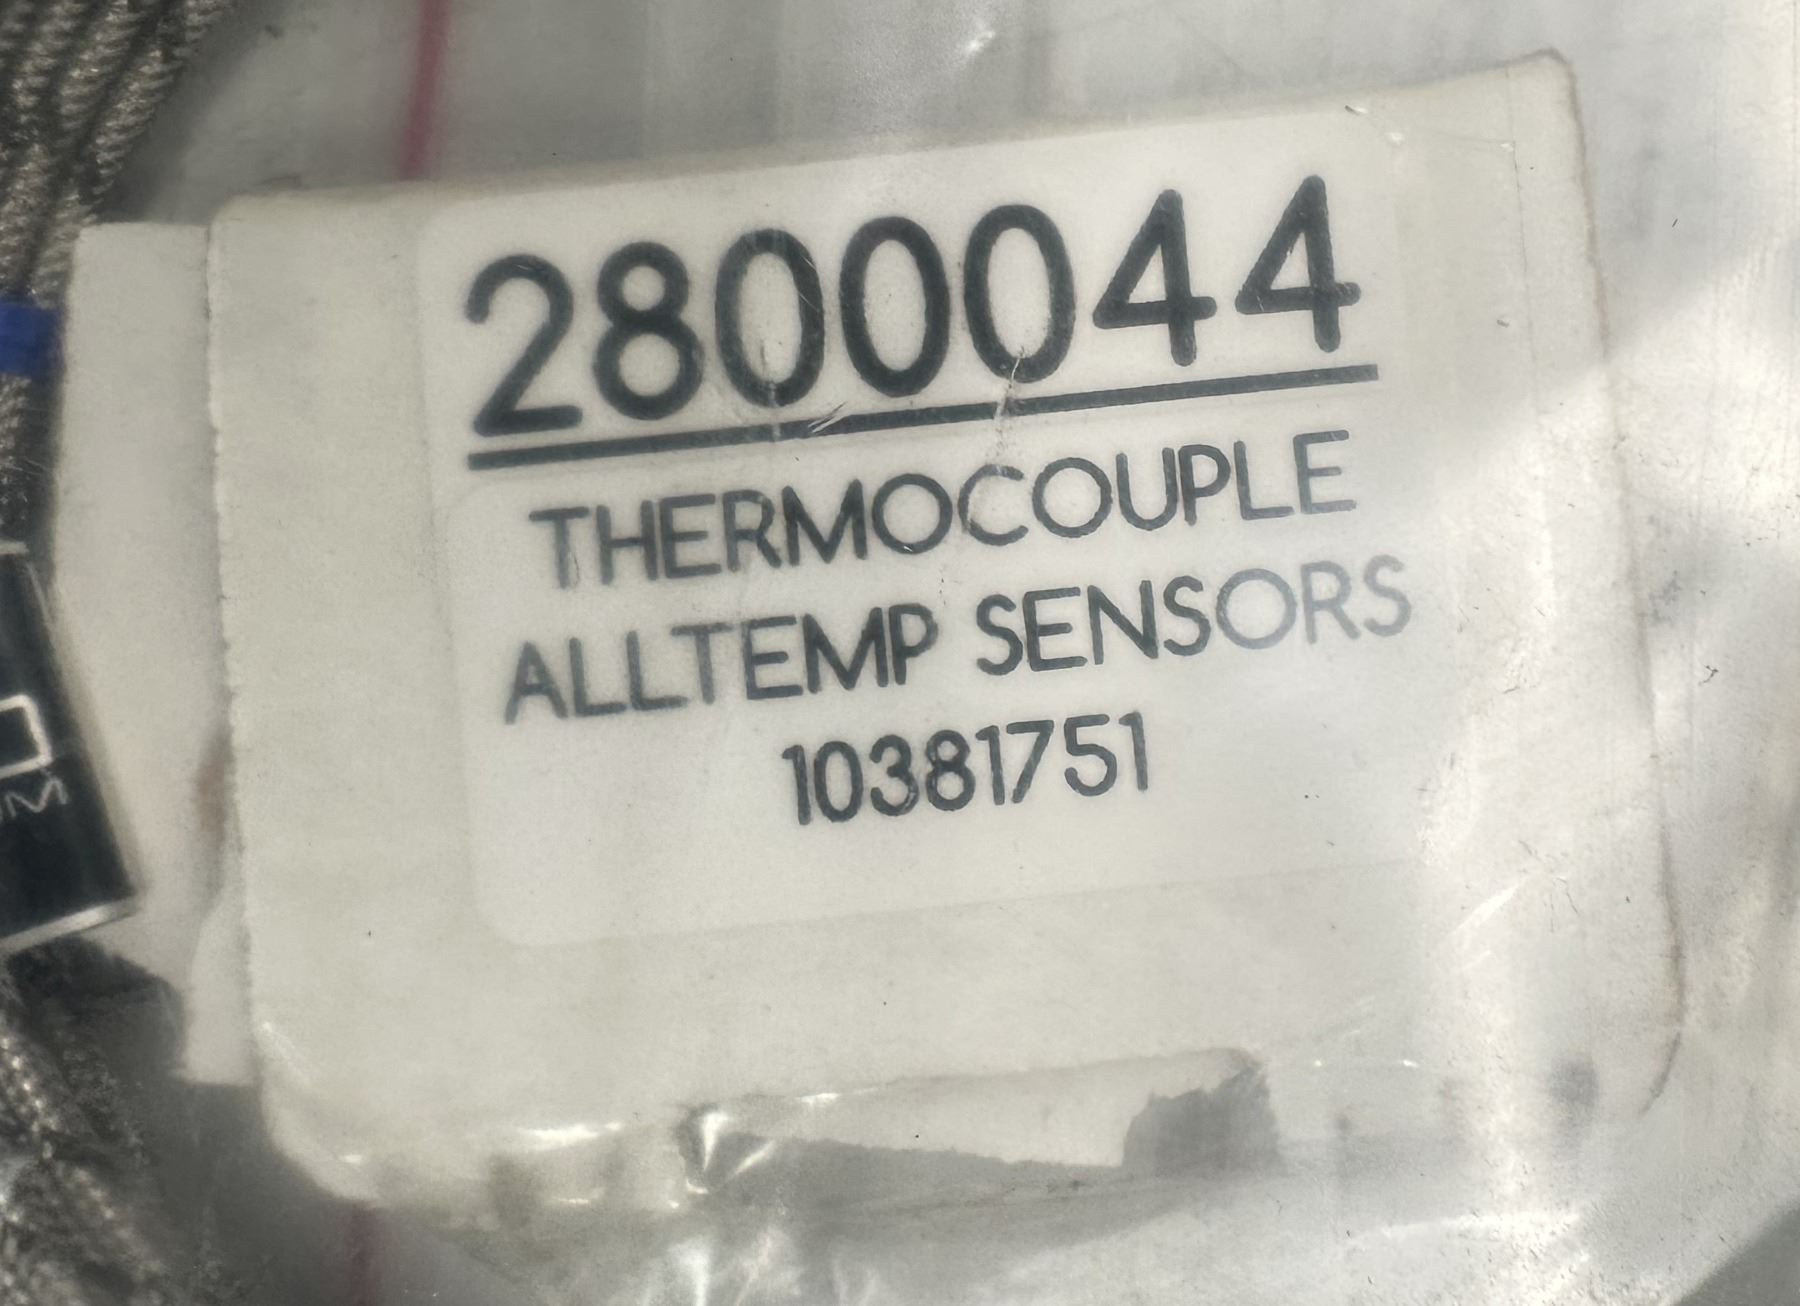 2800044
THERMOCOUPLE
ALLTEMP SENSORS
10381751